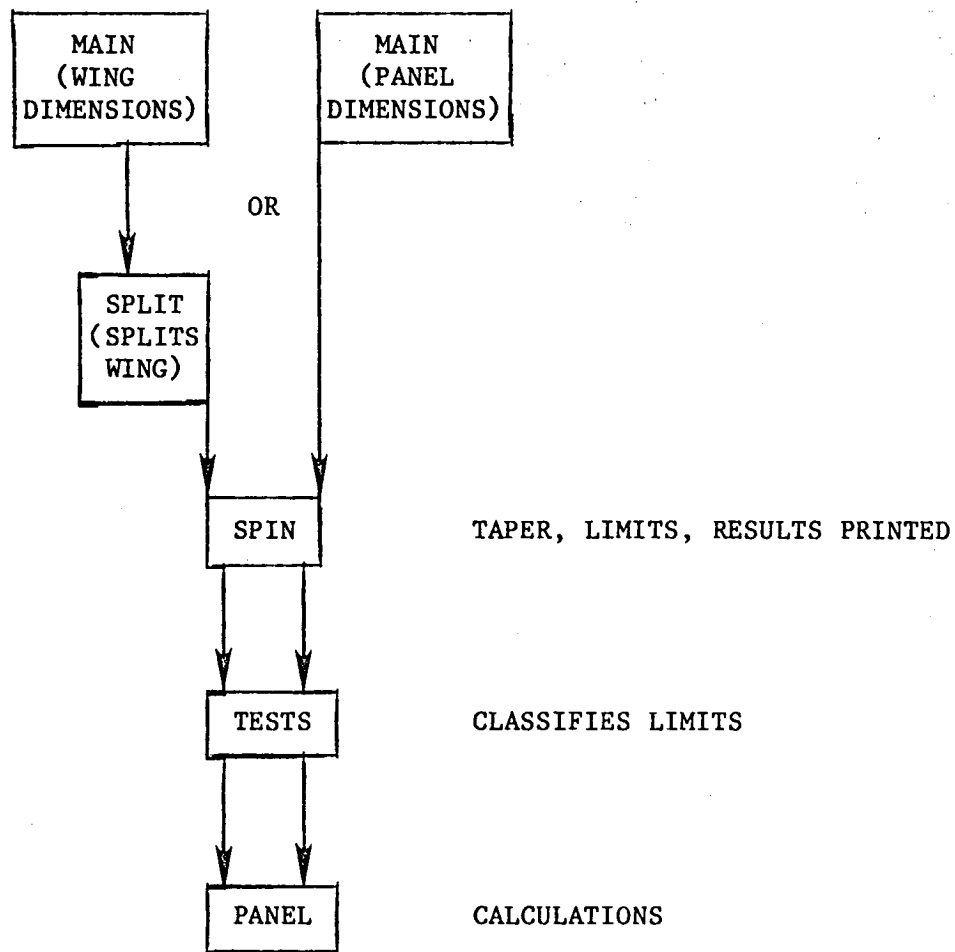 MAIN
(WING
DIMENSIONS)
MAIN
(PANEL
DIMENSIONS)
OR
SPLIT
(SPLITS
WING)
SPIN
TAPER, LIMITS, RESULTS PRINTED
TESTS
CLASSIFIES LIMITS
PANEL
CALCULATIONS